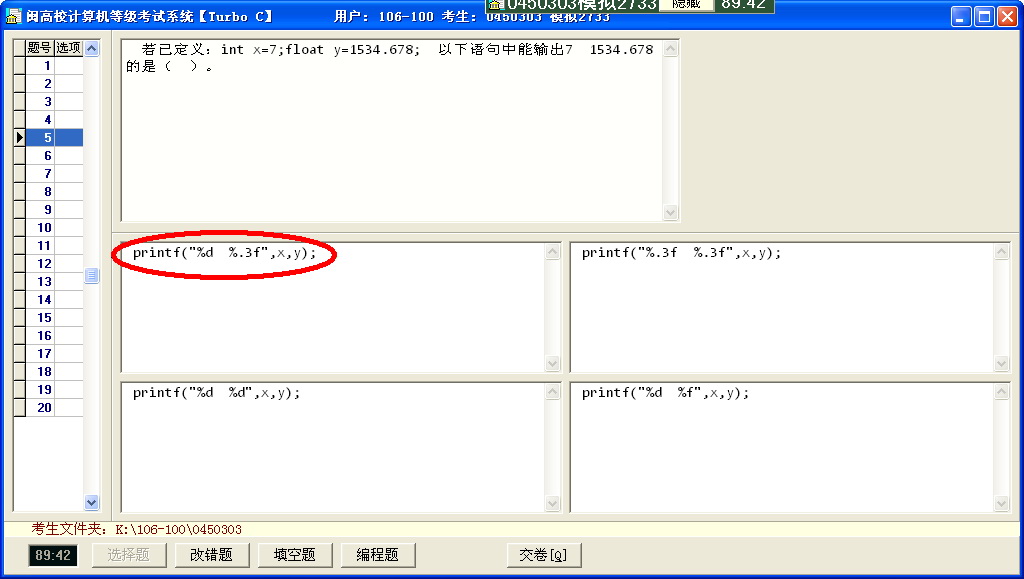 闽高校计算机等级考试系统【Turbo C】 用户: 106-100 考生: 0450303 模拟2733
0450303模拟2733 隐藏 89:42
题号 选项
1
2
3
4
5
6
7
8
9
10
11
12
13
14
15
16
17
18
19
20
若已定义: int x=7;float y=1534.678; 以下语句中能输出7 1534.678
的是（ ）。
printf("%d %.3f",x,y);
printf("%.3f %.3f",x,y);
printf("%d %d",x,y);
printf("%d %f",x,y);
考生文件夹: K:\106-100\0450303
89:42 选择题 改错题 填空题 编程题 交卷[Q]